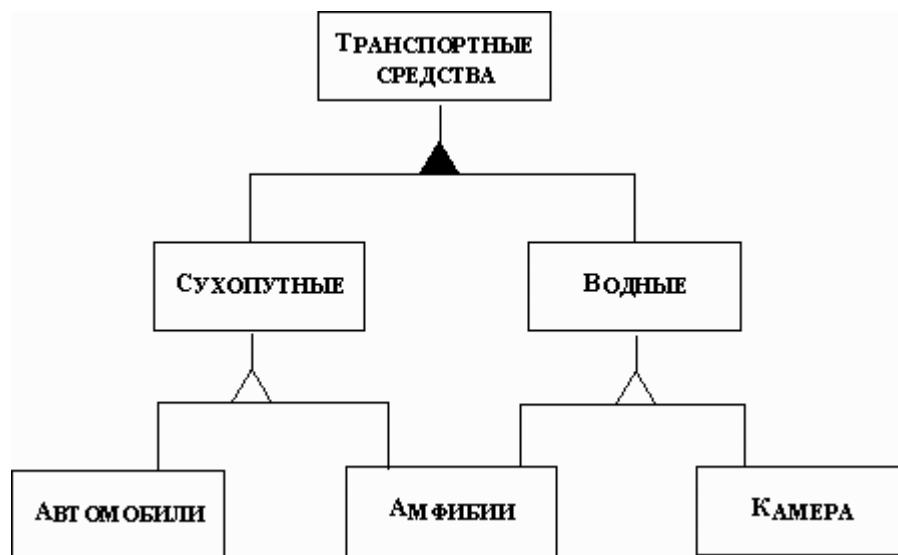 ТРАНСПОРТНЫЕ
СРЕДСТВА
СУХОПУТНЫЕ
ВОДНЫЕ
АВТОМОБИЛИ
АМФИБИИ
КАМЕРА